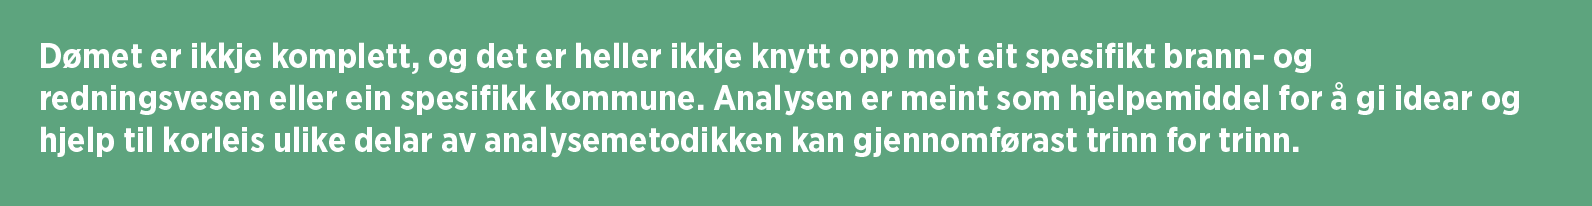 Dømet er ikkje komplett, og det er heller ikkje knytt opp mot eit spesifikt brann- og
redningsvesen eller ein spesifikk kommune. Analysen er meint som hjelpemiddel for å gi idear og
hjelp til korleis ulike delar av analysemetodikken kan gjennomførast trinn for trinn.